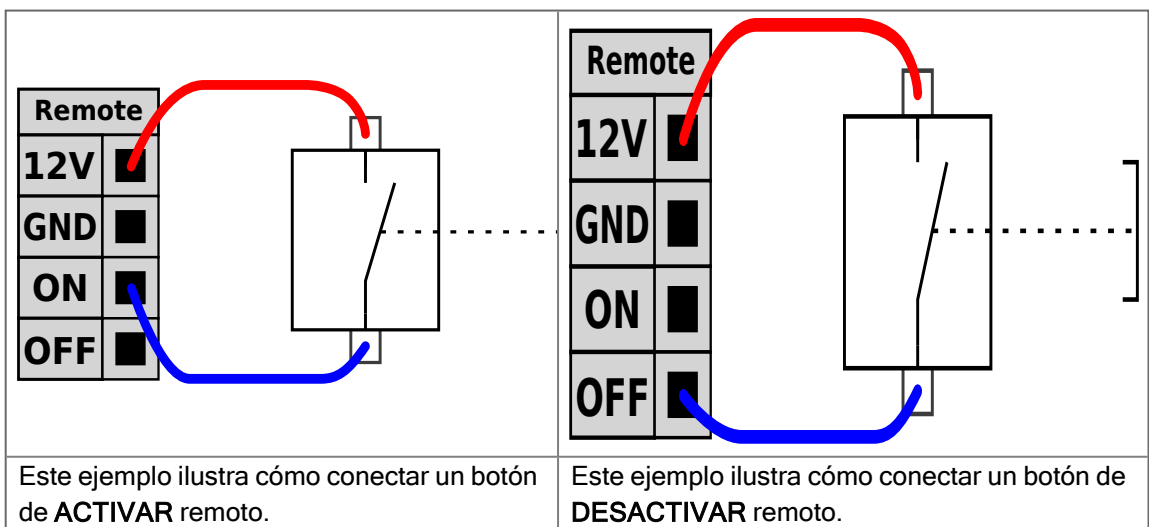 Remote
12V
GND
ON
OFF
Remote
12V
GND
ON
OFF
Este ejemplo ilustra cómo conectar un botón
de ACTIVAR remoto.
Este ejemplo ilustra cómo conectar un botón de
DESACTIVAR remoto.